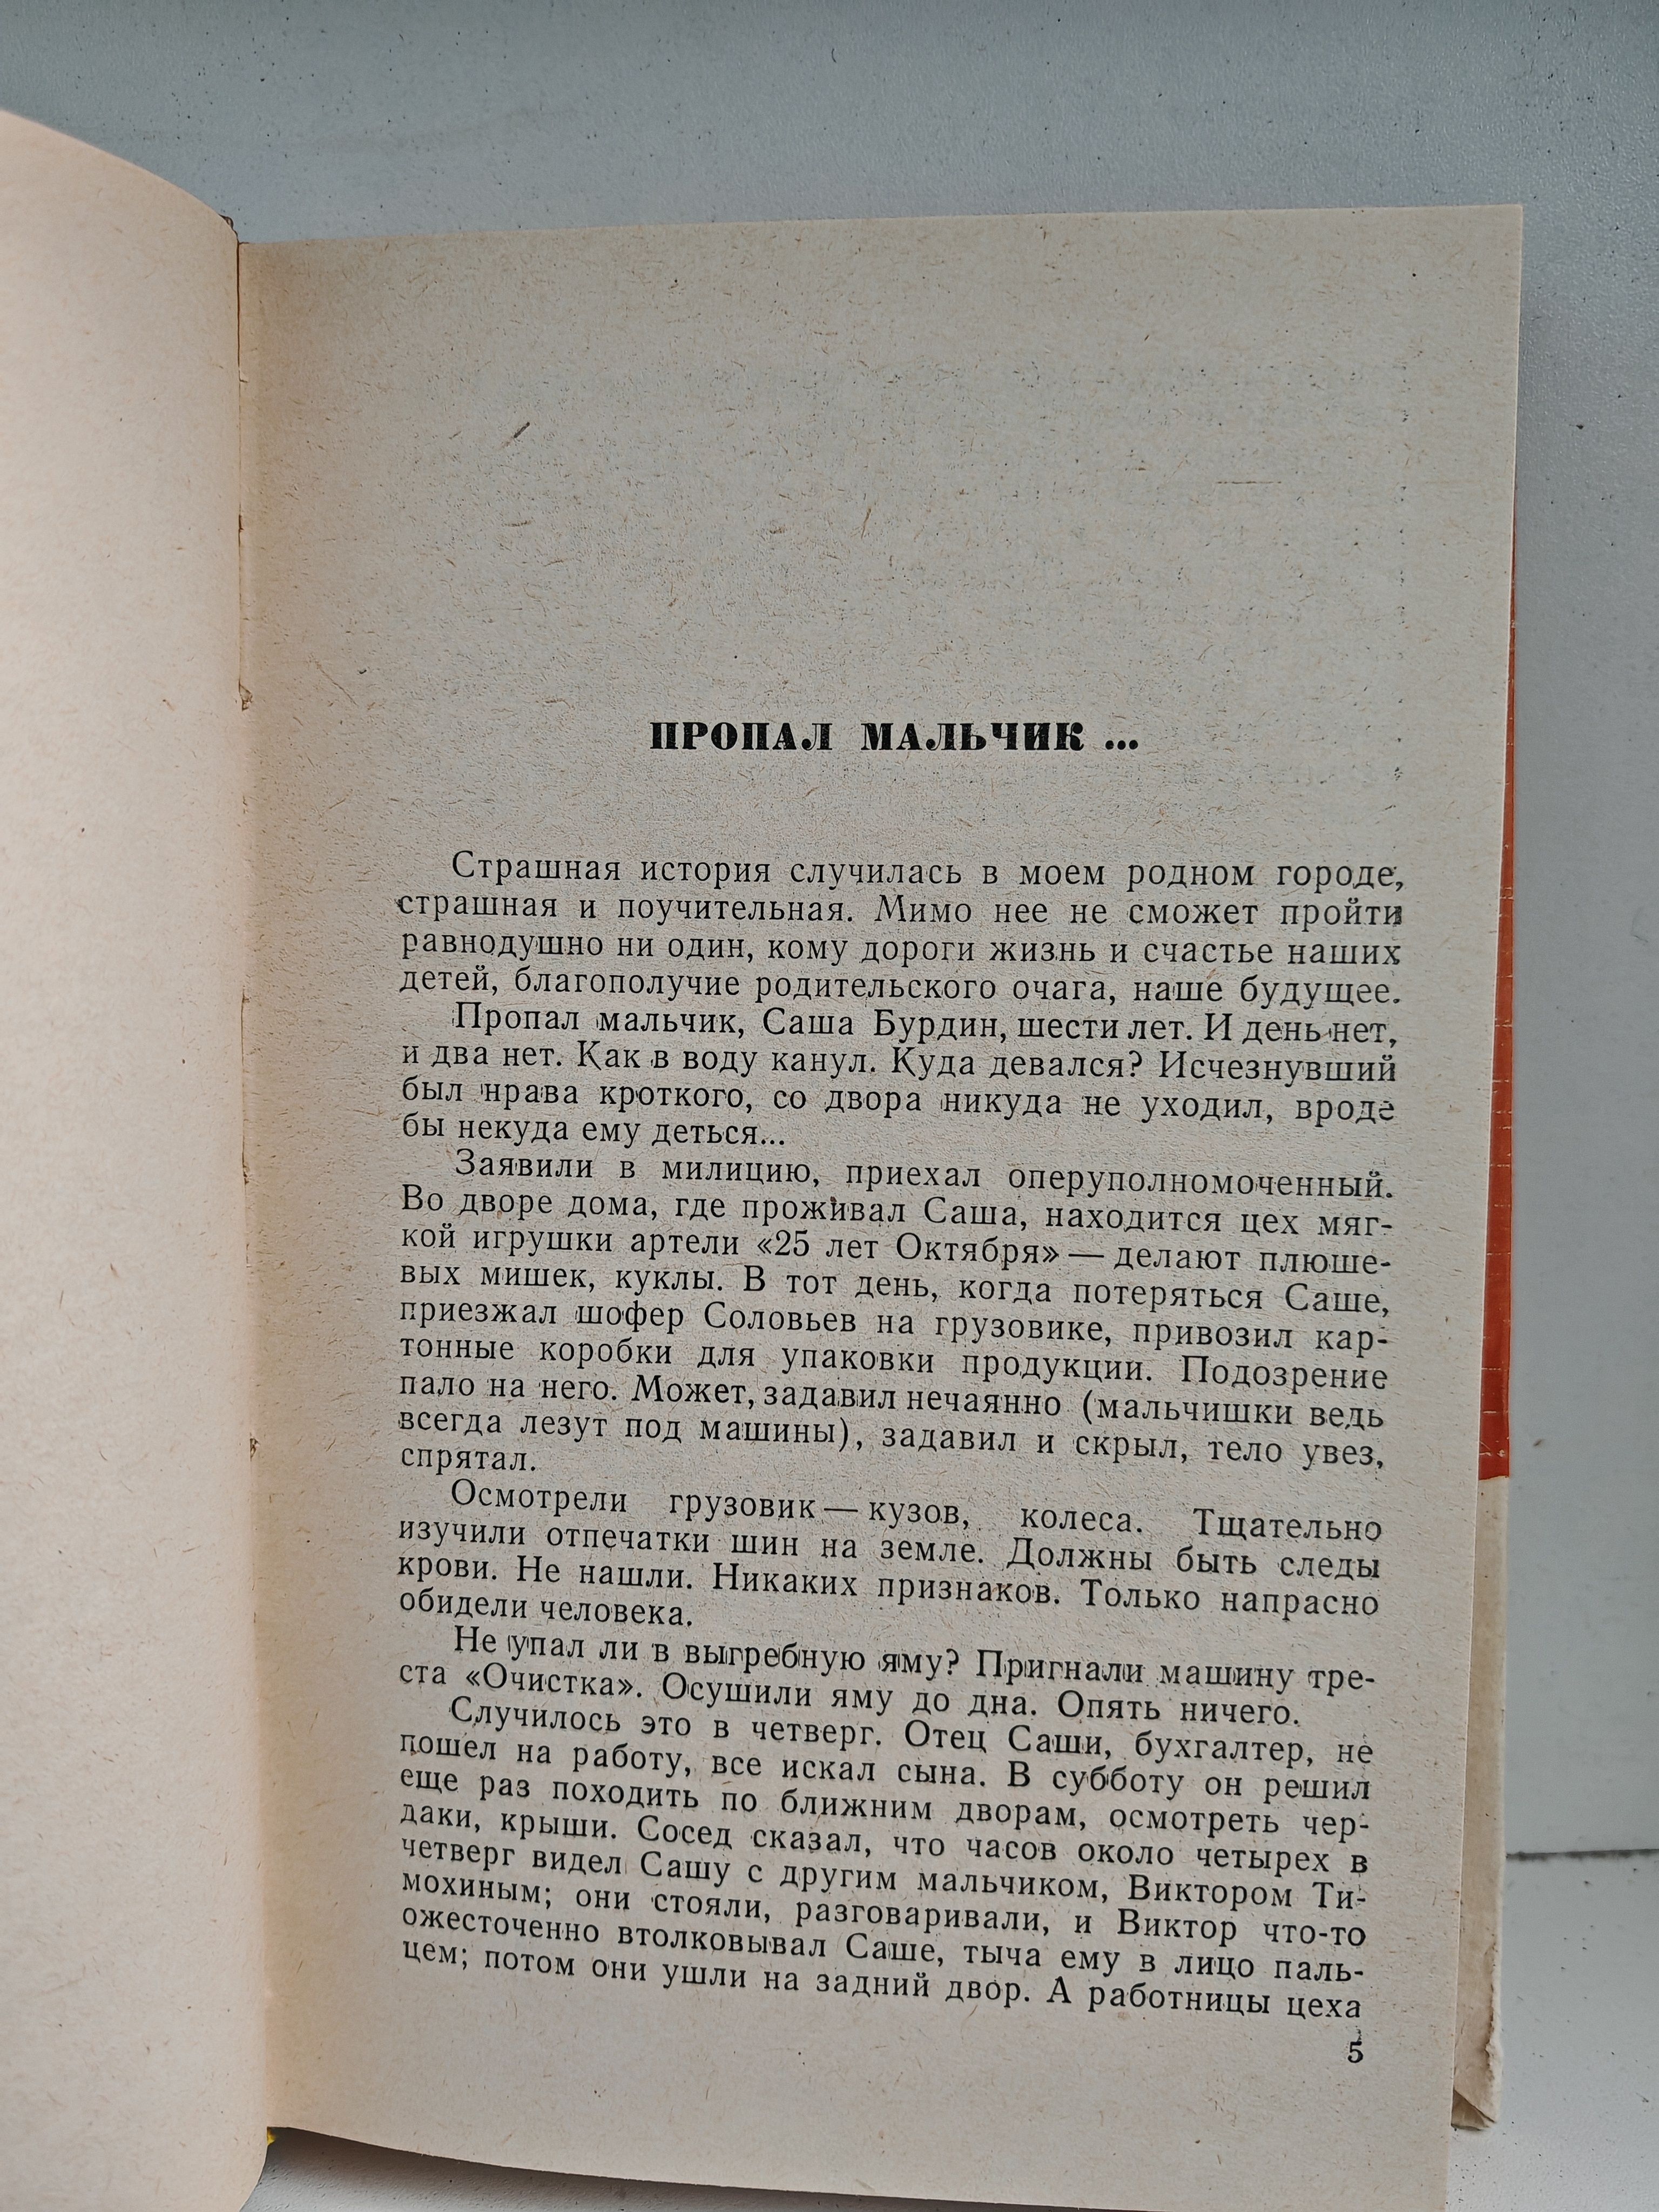 ПРОПАЛ МАЛЬЧИК ...
Страшная история случилась в моем родном городе,
страшная и поучительная. Мимо нее не сможет пройти
равнодушно ни один, кому дороги жизнь и счастье наших
детей, благополучие родительского очага, наше будущее.
Пропал мальчик, Саша Бурдин, шести лет. И день нет,
и два нет. Как в воду канул. Куда девался? Исчезнувший
был нрава кроткого, со двора никуда не уходил, вроде
бы некуда ему деться...
Заявили в милицию, приехал оперуполномоченный.
Во дворе дома, где проживал Саша, находится цех мяг-
кой игрушки артели «25 лет Октября» — делают плюше-
вых мишек, куклы. В тот день, когда потеряться Саше,
приезжал шофер Соловьев на грузовике, привозил кар-
тонные коробки для упаковки продукции. Подозрение
пало на него. Может, задавил нечаянно (мальчишки ведь
всегда лезут под машины), задавил и скрыл, тело увез,
спрятал.
Осмотрели грузовик — кузов, колеса. Тщательно
изучили отпечатки шин на земле. Должны быть следы
крови. Не нашли. Никаких признаков. Только напрасно
обидели человека.
Не упал ли в выгребную яму? Пригнали машину тре-
ста «Очистка». Осушили яму до дна. Опять ничего.
Случилось это в четверг. Отец Саши, бухгалтер, не
пошел на работу, все искал сына. В субботу он решил
еще раз походить по ближним дворам, осмотреть чер-
даки, крыши. Сосед сказал, что часов около четырех в
четверг видел Сашу с другим мальчиком, Виктором Ти-
мохиным; они стояли, разговаривали, и Виктор что-то
ожесточенно втолковывал Саше, тыча ему в лицо паль-
цем; потом они ушли на задний двор. А работницы цеха
5